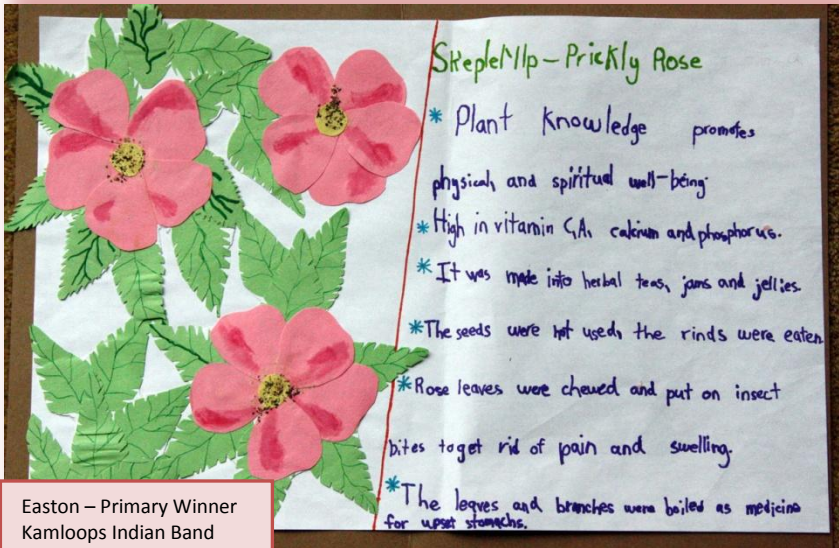 Skeplellp – Prickly Rose
* Plant Knowledge promotes
physical, and spiritual well-being.
* High in vitamin C, A, calcium and phosphorus.
* It was made into herbal teas, jams and jellies.
* The seeds were not used, the rinds were eaten
* Rose leaves were chewed and put on insect
bites to get rid of pain and swelling.
* The leaves and branches were boiled as medicine
for upset stomachs.
Easton – Primary Winner
Kamloops Indian Band